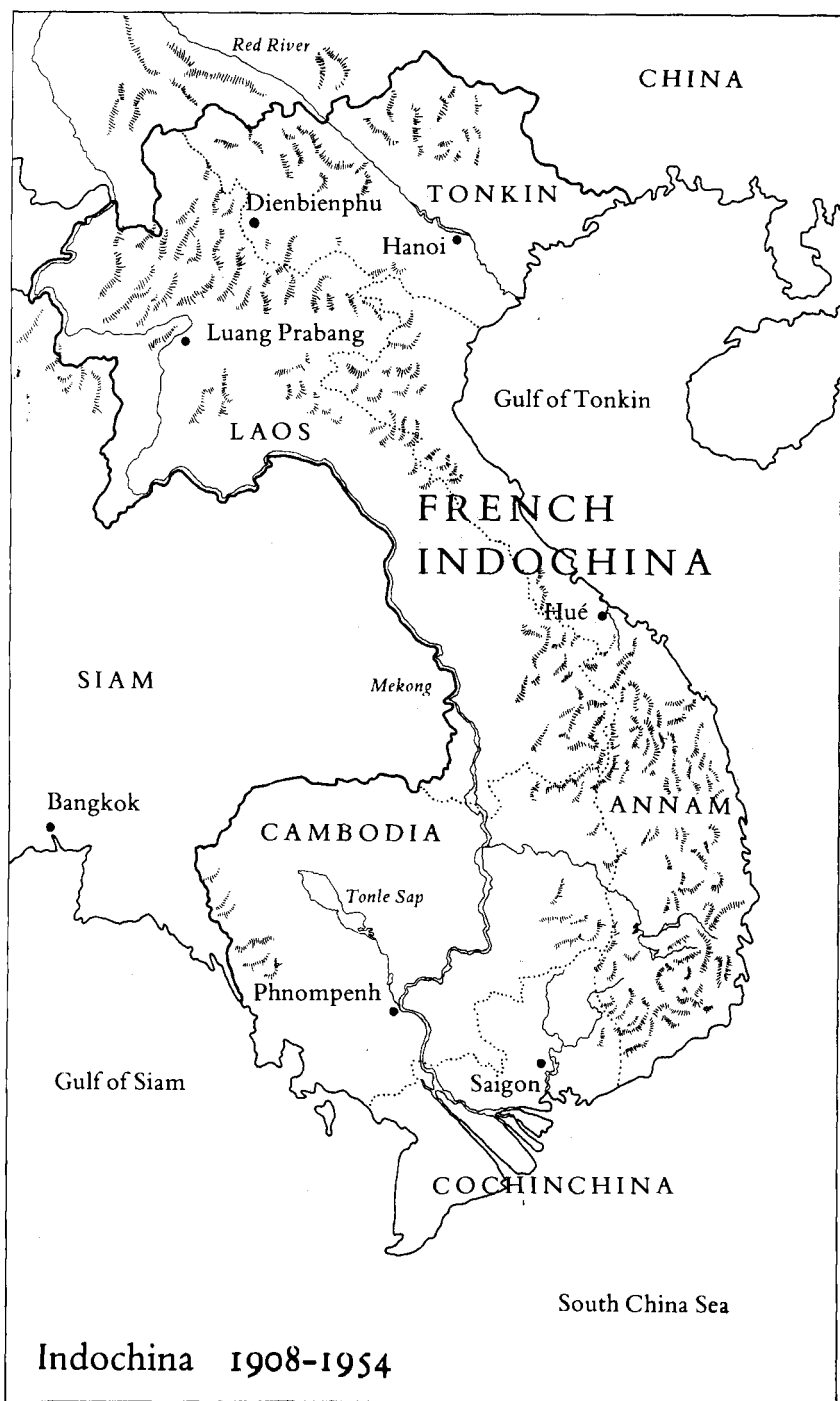 Red River
CHINA
TONKIN
Dienbienphu
Hanoi
Luang Prabang
Gulf of Tonkin
LAOS
FRENCH
INDOCHINA
Hué
SIAM
Mekong
Bangkok
ANNAM
CAMBODIA
Tonle Sap
Phnompenh
Saigon
Gulf of Siam
COCHINCHINA
South China Sea
Indochina 1908-1954